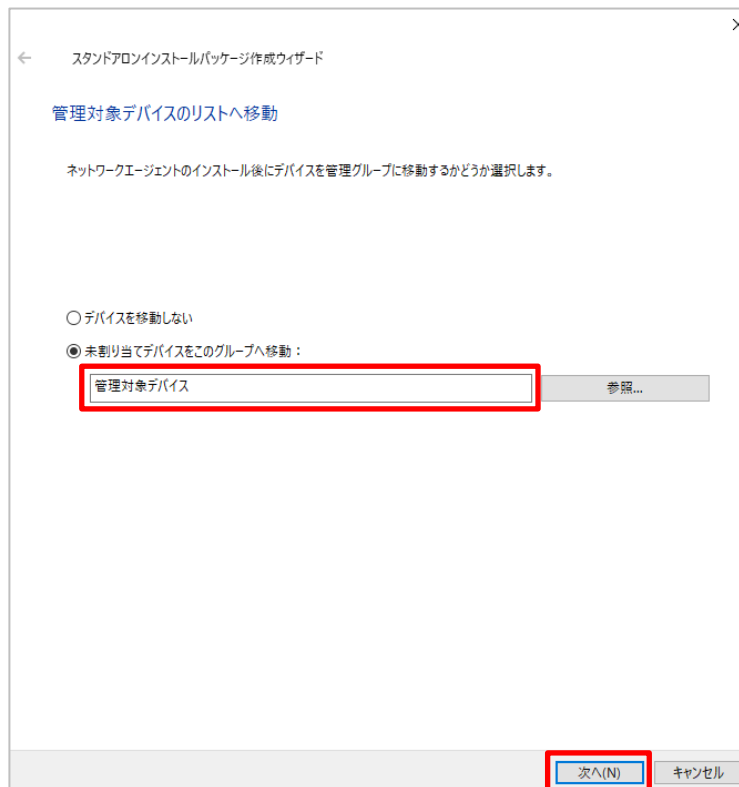 スタンドアロンインストールパッケージ作成ウィザード
管理対象デバイスのリストへ移動
ネットワークエージェントのインストール後にデバイスを管理グループに移動するかどうか選択します。
デバイスを移動しない
未割り当てデバイスをこのグループへ移動：
管理対象デバイス 参照...
次へ(N) キャンセル